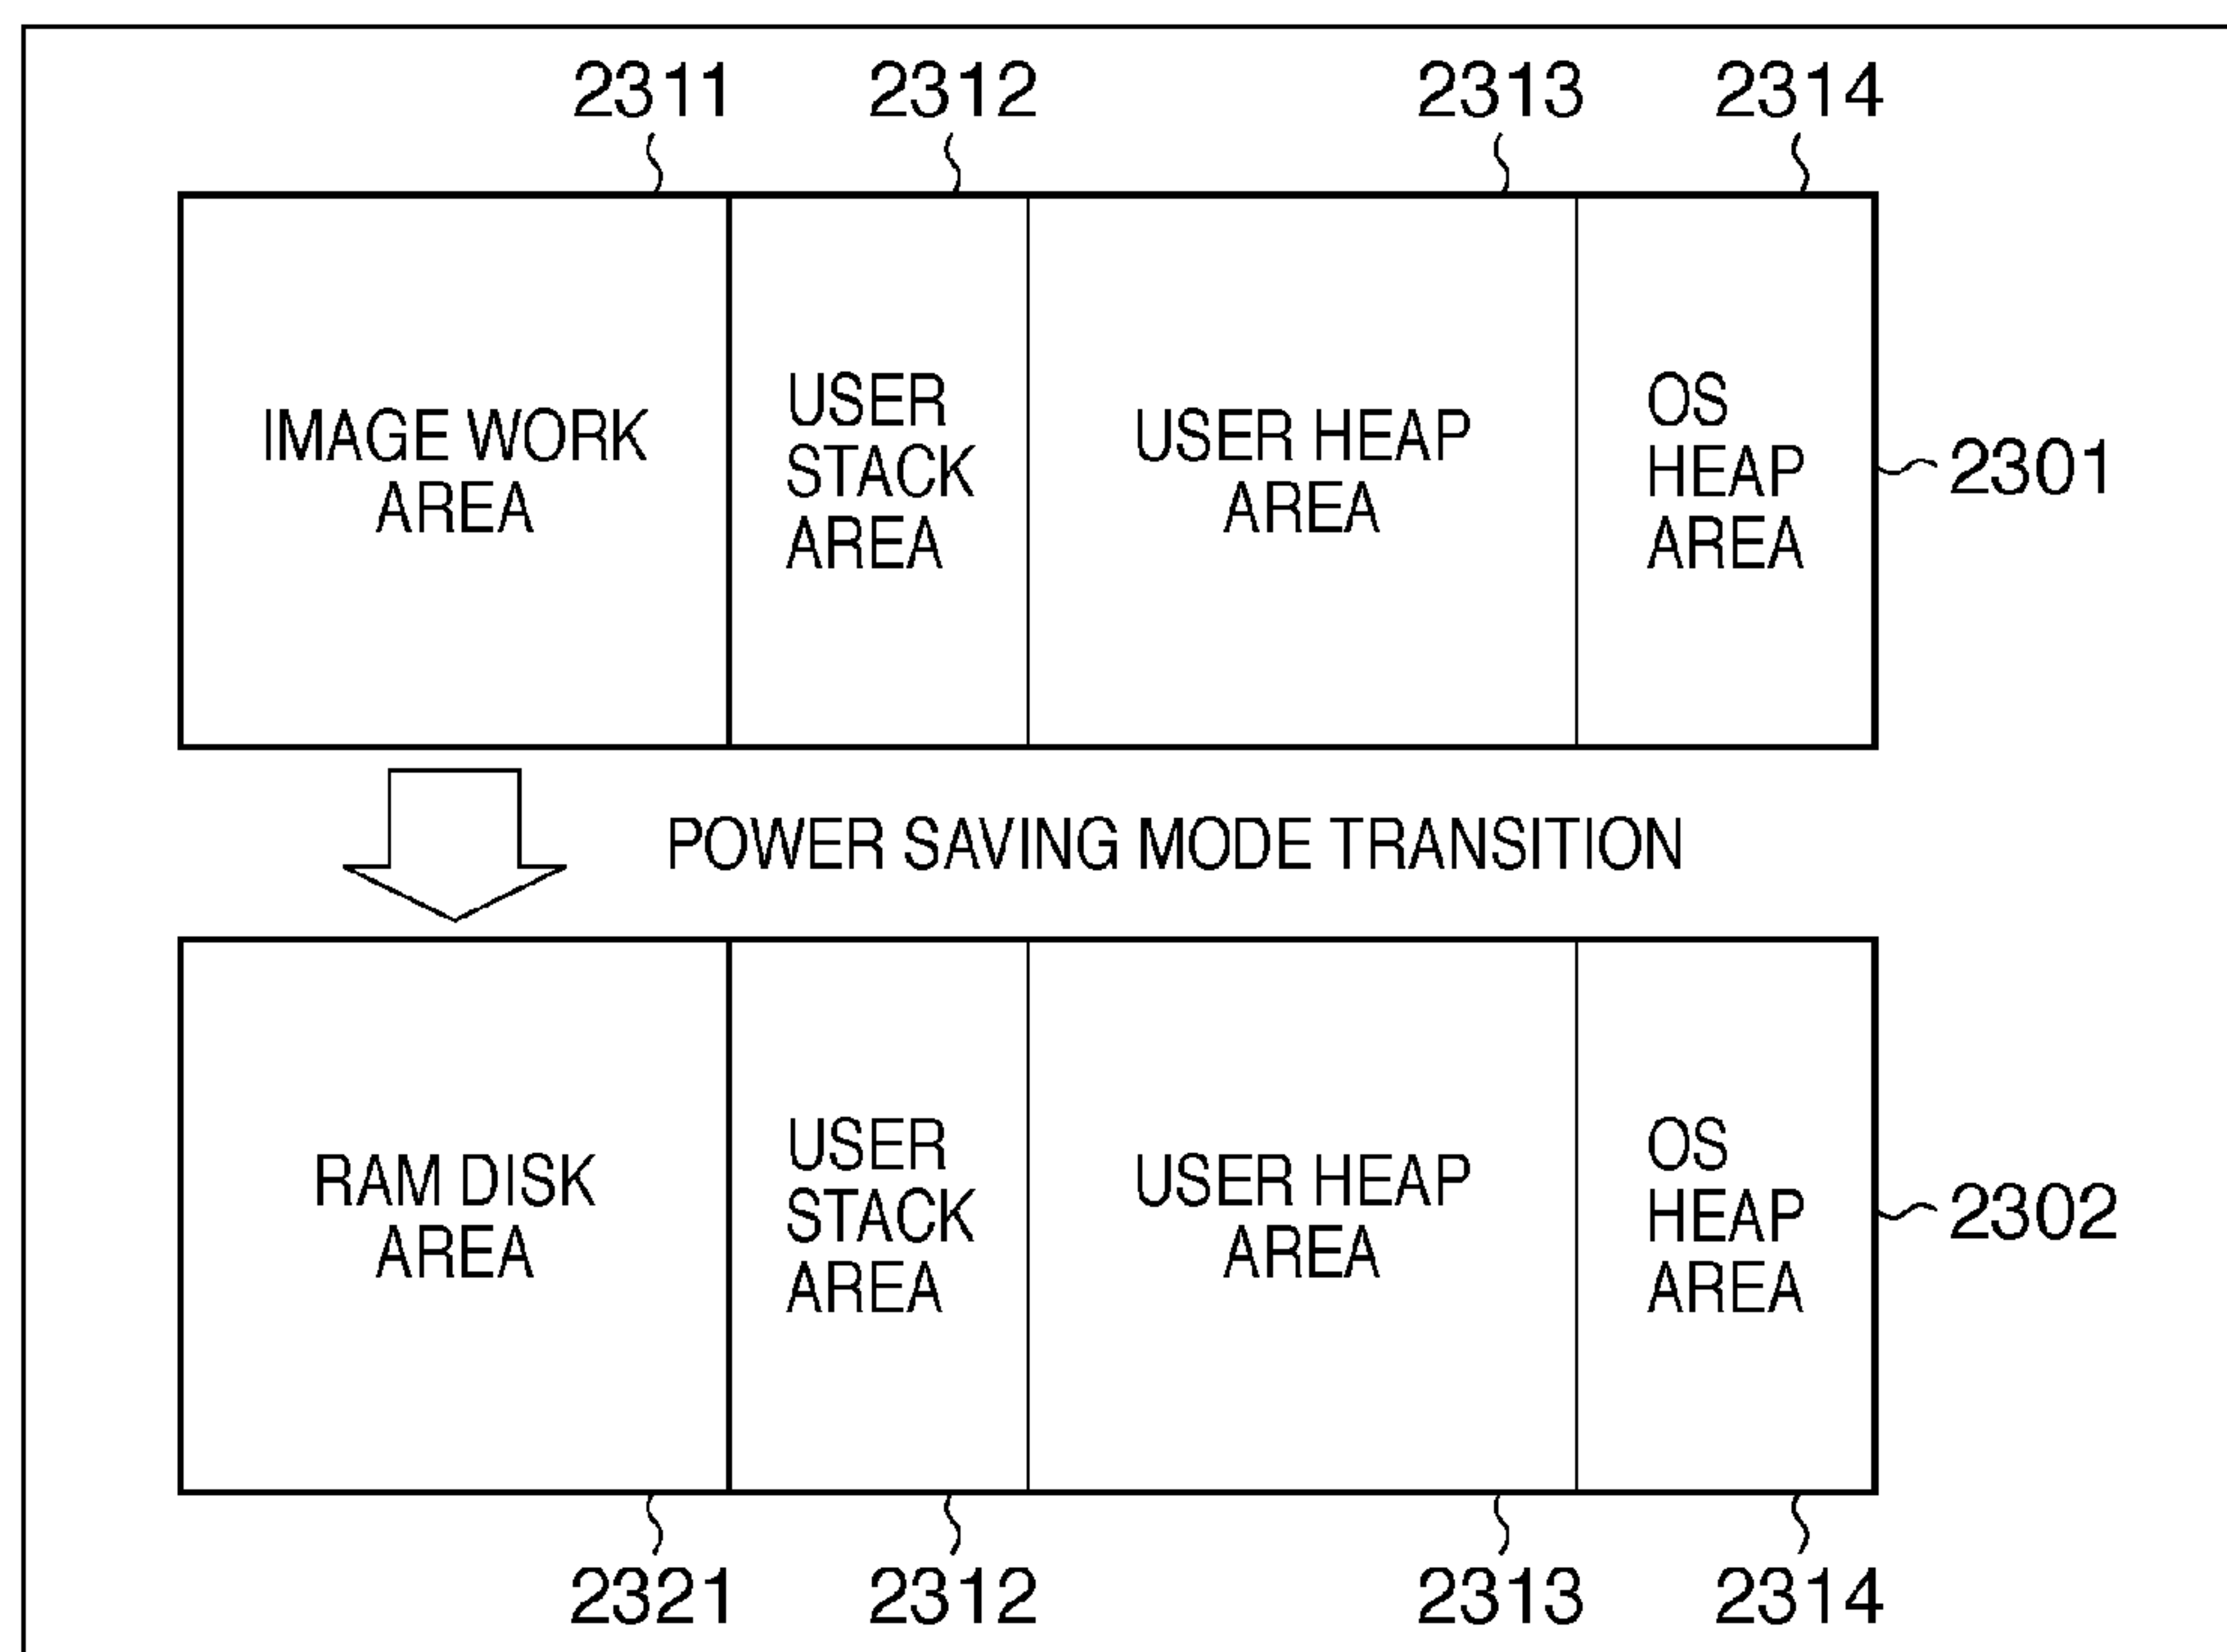 2311 2312 2313 2314
IMAGE WORK
AREA
USER
STACK
AREA
USER HEAP
AREA
OS
HEAP
AREA
2301
POWER SAVING MODE TRANSITION
RAM DISK
AREA
USER
STACK
AREA
USER HEAP
AREA
OS
HEAP
AREA
2302
2321 2312 2313 2314